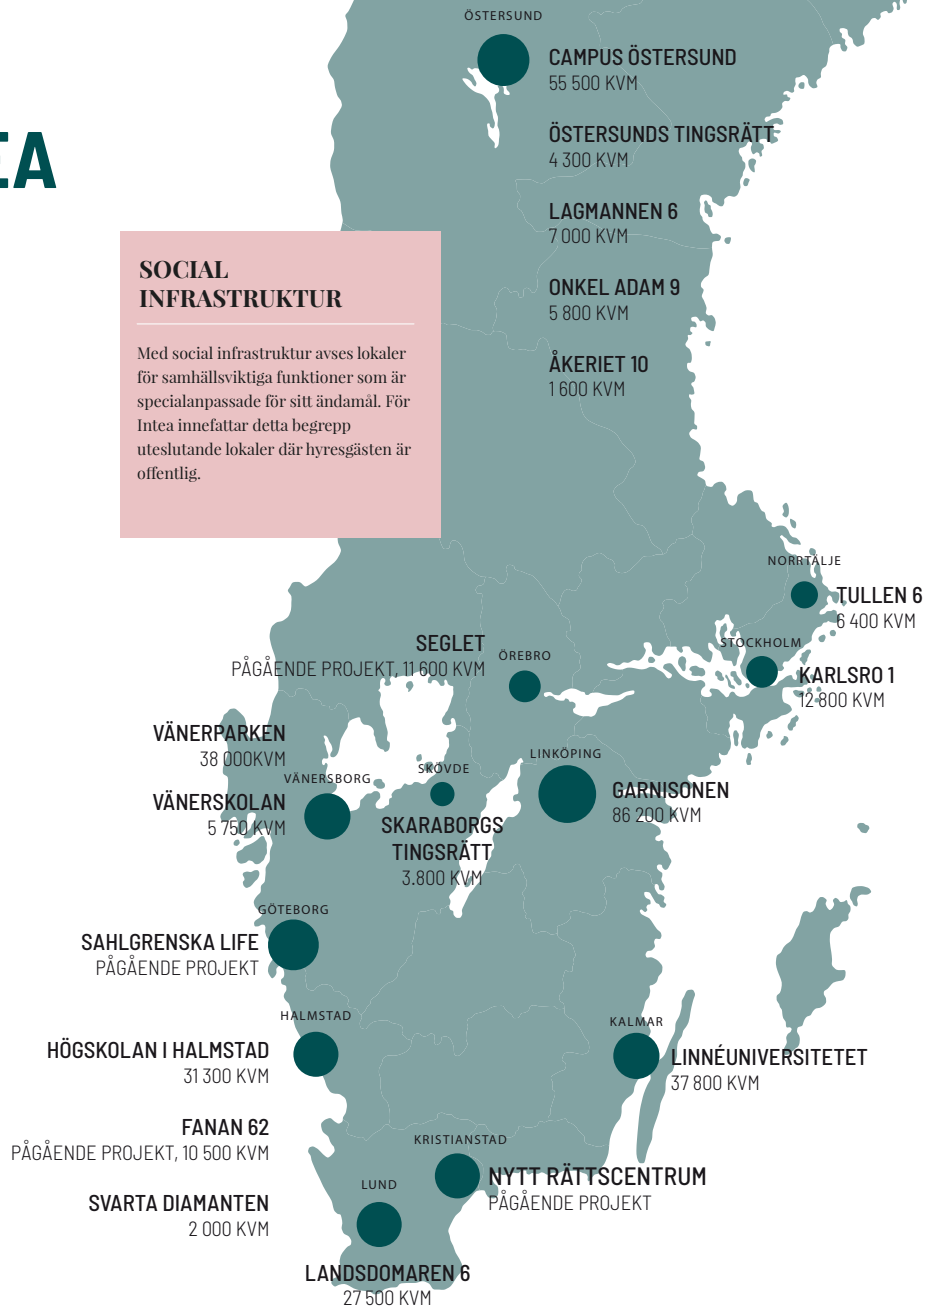 ÖSTERSUND
CAMPUS ÖSTERSUND
55 500 KVM
ÖSTERSUNDS TINGSRÄTT
4 300 KVM
LAGMANNEN 6
7 000 KVM
ONKEL ADAM 9
5 800 KVM
ÅKERIET 10
1 600 KVM
EA
SOCIAL
INFRASTRUKTUR
Med social infrastruktur avses lokaler
för samhällsviktiga funktioner som är
specialanpassade för sitt ändamål. För
Intea innefattar detta begrepp
uteslutande lokaler där hyresgästen är
offentlig.
NORRTÄLJE
TULLEN 6
6 400 KVM
STOCKHOLM
KARLSRO 1
12 800 KVM
SEGLET
PÅGÅENDE PROJEKT, 11 600 KVM
ÖREBRO
VÄNERPARKEN
38 000KVM
VÄNERSBORG
VÄNERSKOLAN
5 750 KVM
SKÖVDE
SKARABORGS
TINGSRÄTT
3.800 KVM
LINKÖPING
GARNISONEN
86 200 KVM
GÖTEBORG
SAHLGRENSKA LIFE
PÅGÅENDE PROJEKT
HALMSTAD
HÖGSKOLAN I HALMSTAD
31 300 KVM
FANAN 62
PÅGÅENDE PROJEKT, 10 500 KVM
SVARTA DIAMANTEN
2 000 KVM
KALMAR
LINNÉUNIVERSITETET
37 800 KVM
KRISTIANSTAD
NYTT RÄTTSCENTRUM
PÅGÅENDE PROJEKT
LUND
LANDSDOMAREN 6
27 500 KVM